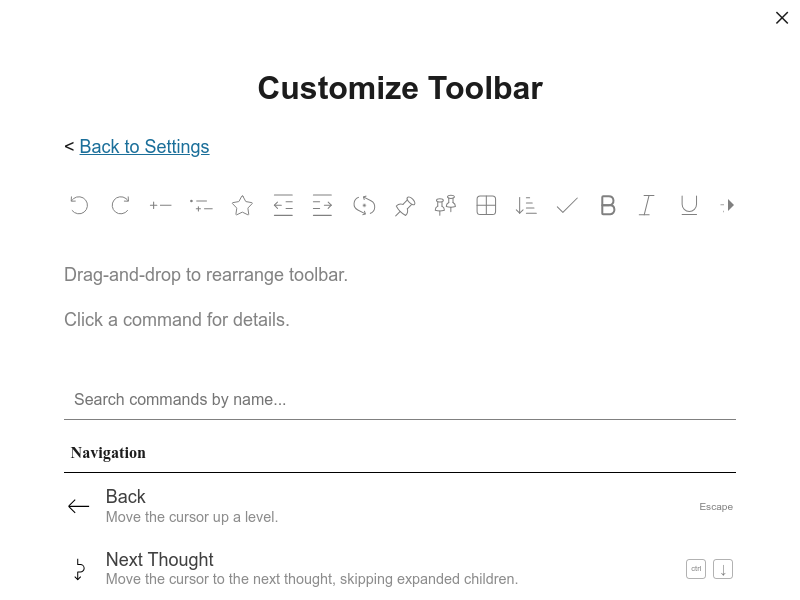 Customize Toolbar
< Back to Settings
Drag-and-drop to rearrange toolbar.
Click a command for details.
Search commands by name...
Navigation
Back
Move the cursor up a level.
Escape
Next Thought
Move the cursor to the next thought, skipping expanded children.
ctrl ↓